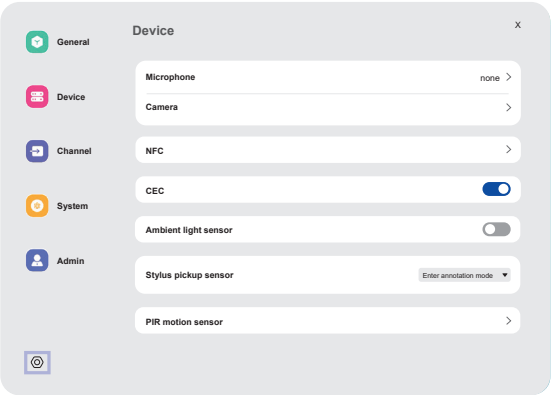 Device
x
General
Device
Channel
System
Admin
Microphone none
Camera
NFC
CEC
Ambient light sensor
Stylus pickup sensor Enter annotation mode
PIR motion sensor